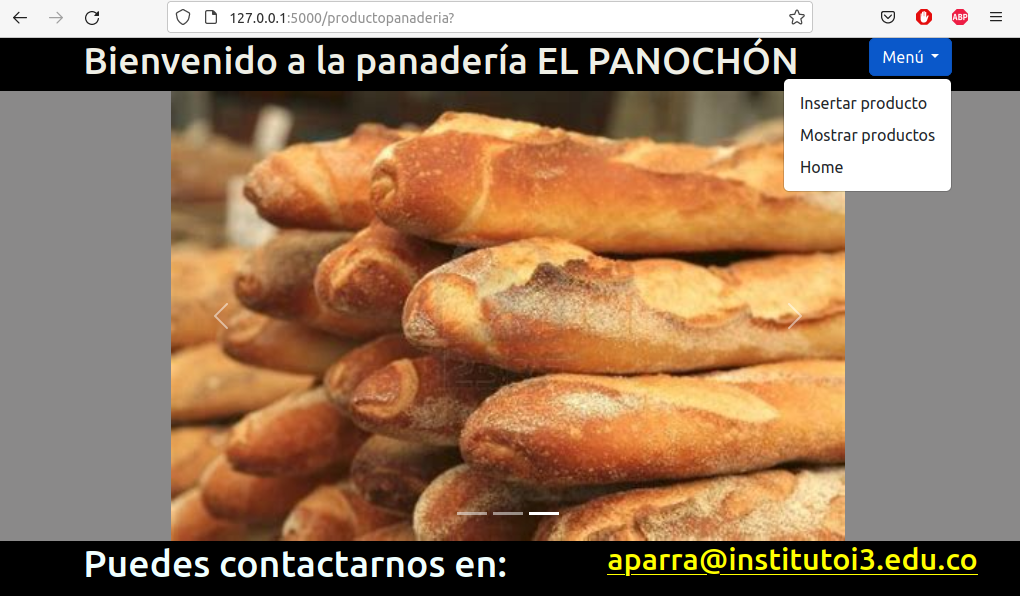 127.0.0.1:5000/productopanaderia?
ABP
Bienvenido a la panadería EL PANOCHÓN
Menú
Insertar producto
Mostrar productos
Home
Puedes contactarnos en:
aparra@institutoi3.edu.co